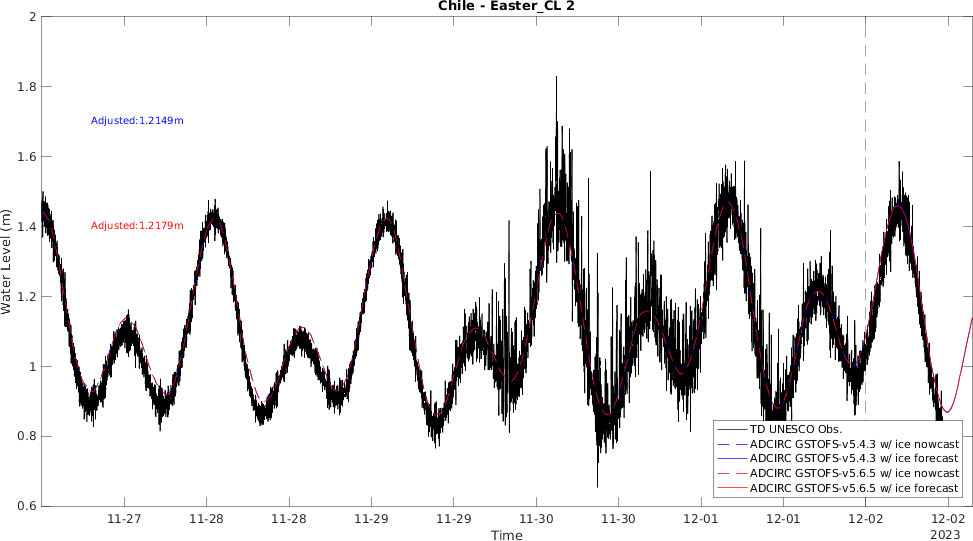 Chile - Easter_CL 2
2
1.8
1.6
1.4
1.2
1
0.8
0.6
Water Level (m)
Adjusted:1.2149m
Adjusted:1.2179m
TD UNESCO Obs.
ADCIRC GSTOFS-v5.4.3 w/ ice nowcast
ADCIRC GSTOFS-v5.4.3 w/ ice forecast
ADCIRC GSTOFS-v5.6.5 w/ ice nowcast
ADCIRC GSTOFS-v5.6.5 w/ ice forecast
11-27 11-28 11-28 11-29 11-29 11-30 11-30 12-01 12-01 12-02 12-02
Time
2023